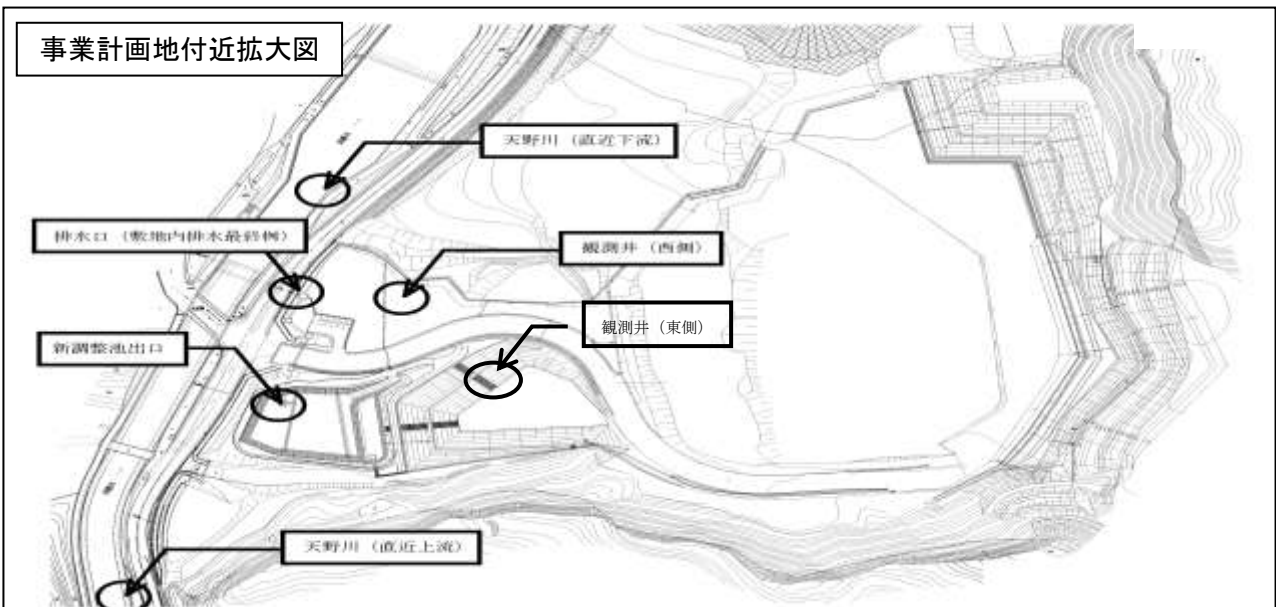 事業計画地付近拡大図
天野川（直近下流）
排水口（敷地内排水最終桝）
観測井（西側）
観測井（東側）
新調整池出口
天野川（直近上流）